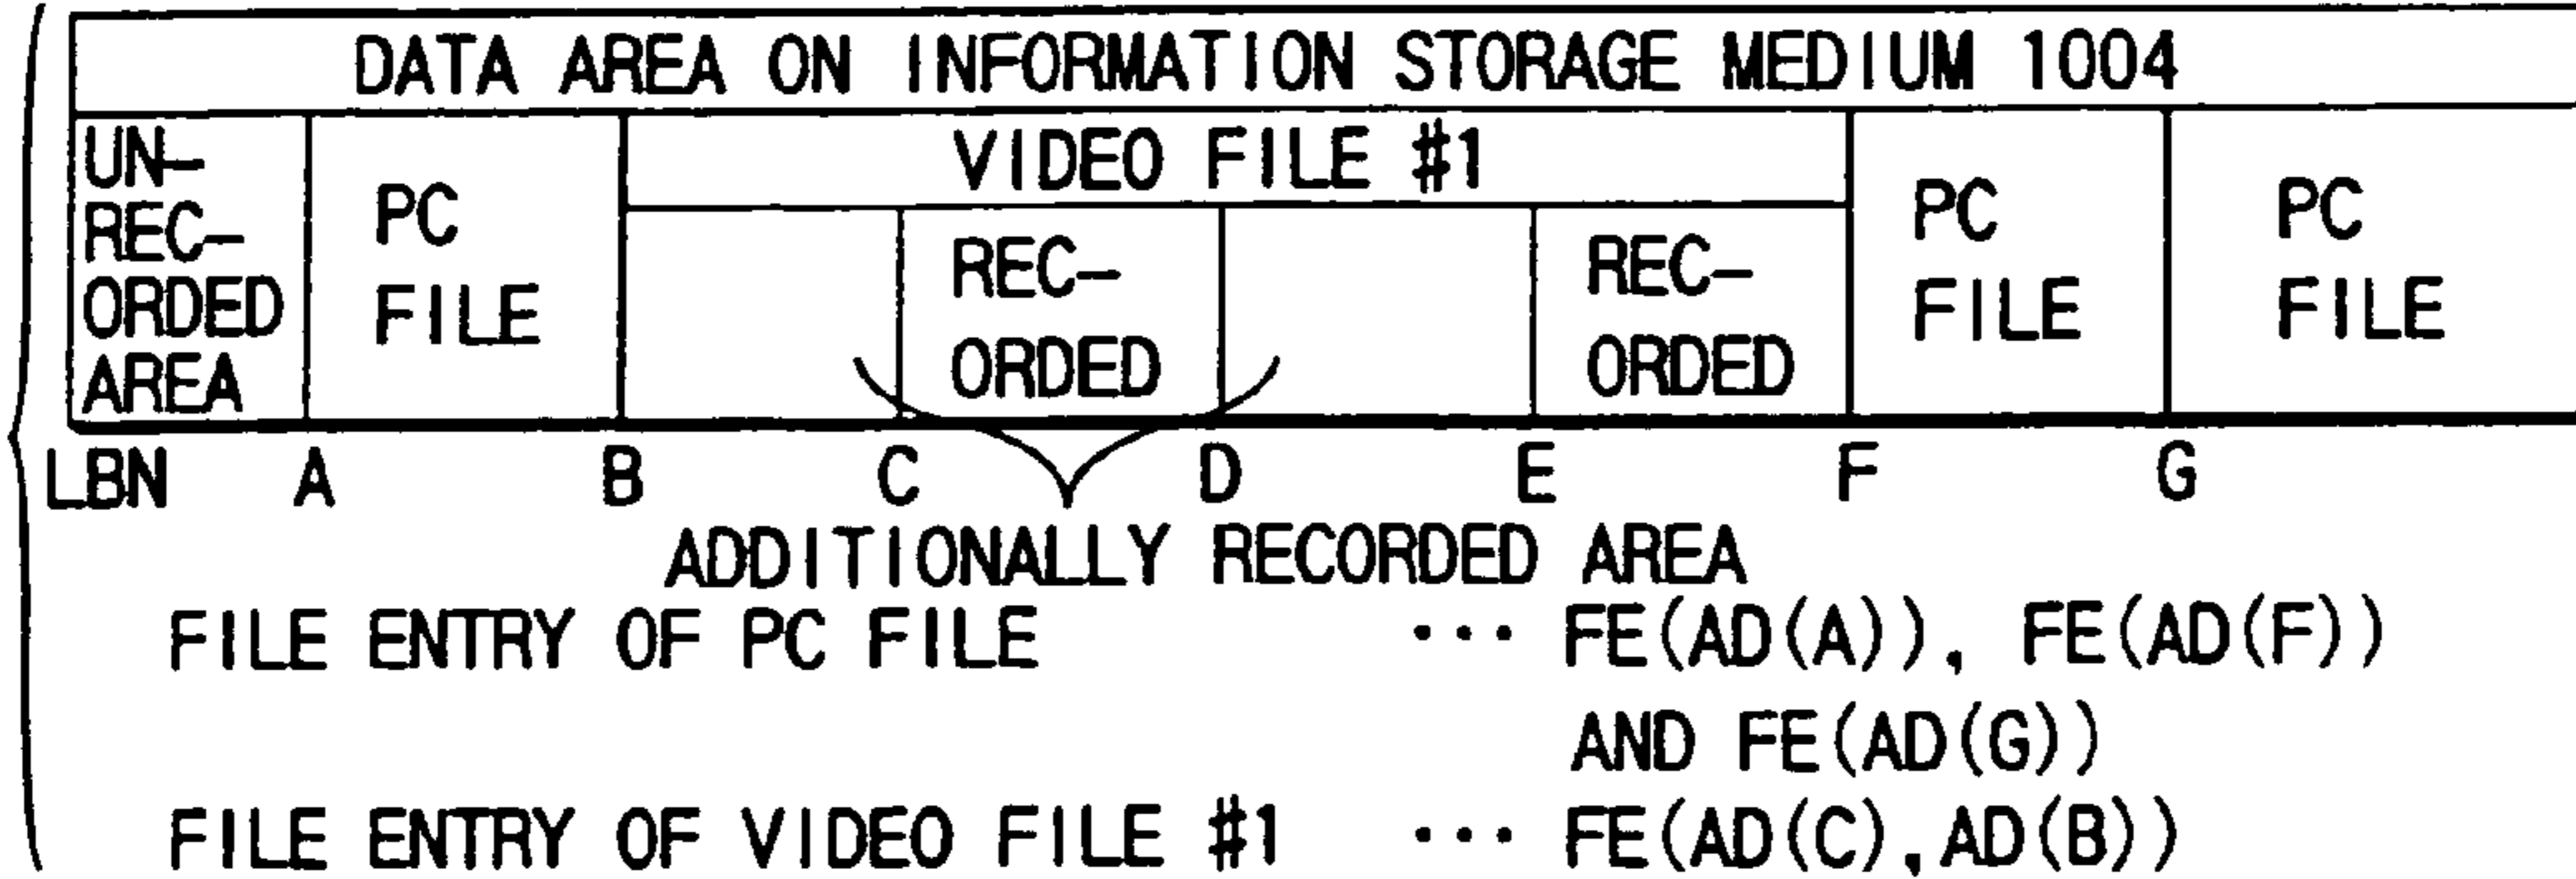 DATA AREA ON INFORMATION STORAGE MEDIUM 1004
UN-
REC-
ORDED
AREA
PC
FILE
VIDEO FILE #1
REC-
ORDED
REC-
ORDED
PC
FILE
PC
FILE
LBN A B C D E F G
ADDITIONALLY RECORDED AREA
FILE ENTRY OF PC FILE ··· FE(AD(A)), FE(AD(F))
AND FE(AD(G))
FILE ENTRY OF VIDEO FILE #1 ··· FE(AD(C),AD(B))